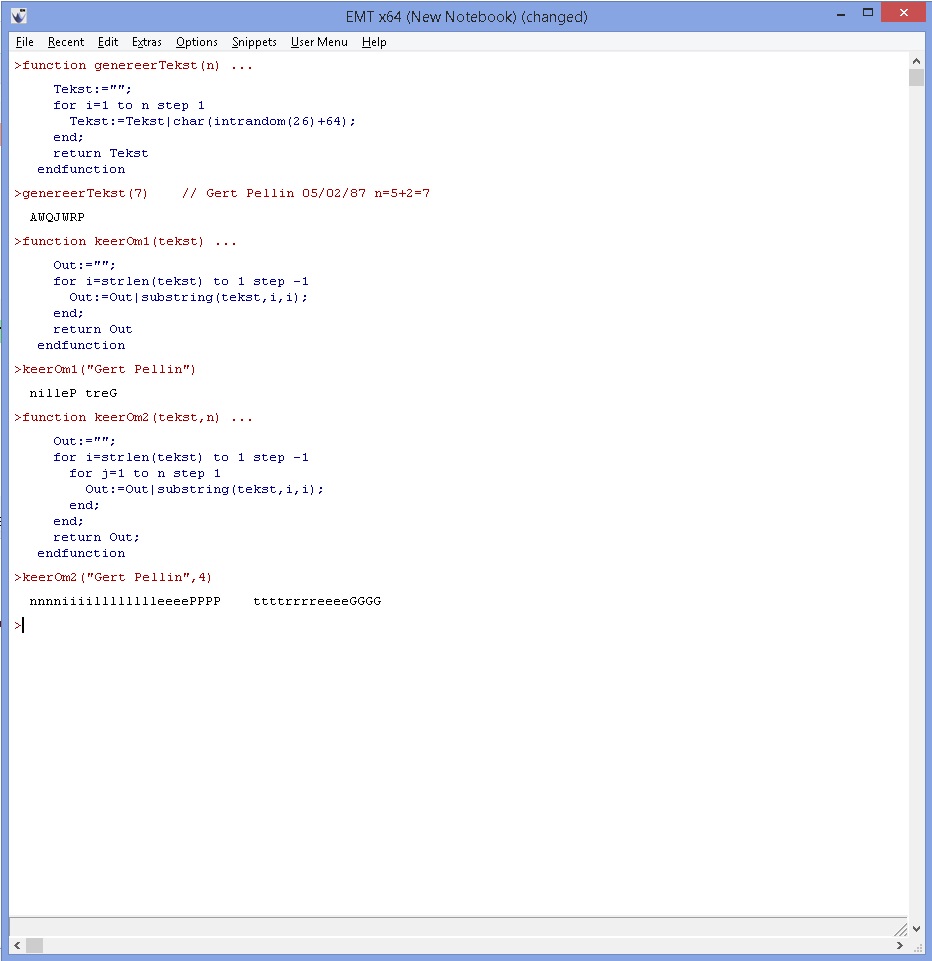 EMT x64 (New Notebook) (changed)
File Recent Edit Extras Options Snippets User Menu Help
>function genereerTekst(n) ...
Tekst:="";
for i=1 to n step 1
Tekst:=Tekst|char(intrandom(26)+64);
end;
return Tekst
endfunction
>genereerTekst(7) // Gert Pellin 05/02/87 n=5+2=7
AWQJWRP
>function keerOm1(tekst) ...
Out:="";
for i=strlen(tekst) to 1 step -1
Out:=Out|substring(tekst,i,i);
end;
return Out
endfunction
>keerOm1("Gert Pellin")
nilleP treG
>function keerOm2(tekst,n) ...
Out:="";
for i=strlen(tekst) to 1 step -1
for j=1 to n step 1
Out:=Out|substring(tekst,i,i);
end;
end;
return Out;
endfunction
>keerOm2("Gert Pellin",4)
nnnniiiilllllllleeeePPPP    ttttrrrreeeeGGGG
>